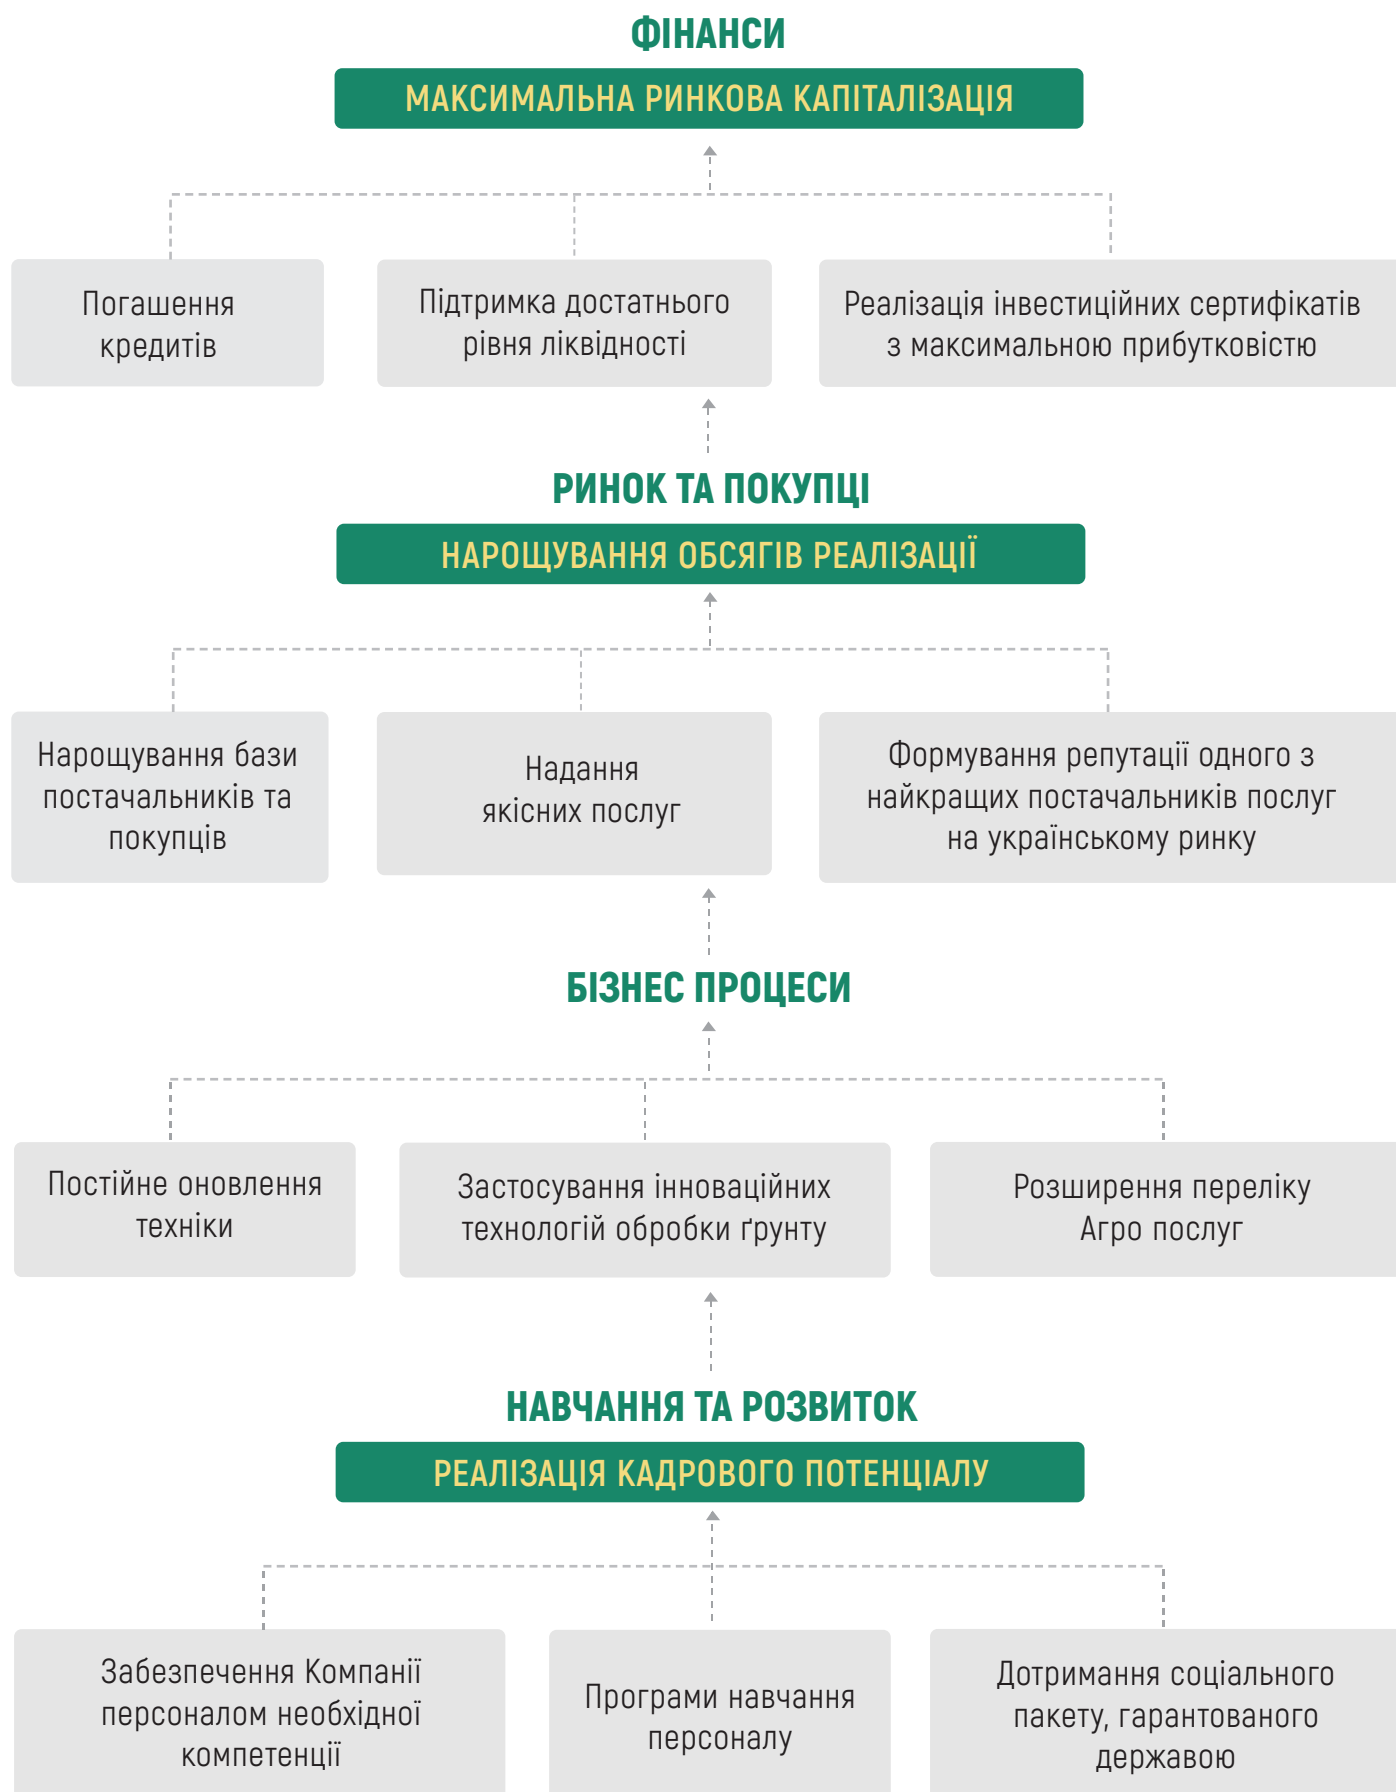 ФІНАНСИ
МАКСИМАЛЬНА РИНКОВА КАПІТАЛІЗАЦІЯ
Погашення
кредитів
Підтримка достатнього
рівня ліквідності
Реалізація інвестиційних сертифікатів
з максимальною прибутковістю
РИНОК ТА ПОКУПЦІ
НАРОЩУВАННЯ ОБСЯГІВ РЕАЛІЗАЦІЇ
Нарощування бази
постачальників та
покупців
Надання
якісних послуг
Формування репутації одного з
найкращих постачальників послуг
на українському ринку
БІЗНЕС ПРОЦЕСИ
Постійне оновлення
техніки
Застосування інноваційних
технологій обробки ґрунту
Розширення переліку
Агро послуг
НАВЧАННЯ ТА РОЗВИТОК
РЕАЛІЗАЦІЯ КАДРОВОГО ПОТЕНЦІАЛУ
Забезпечення Компанії
персоналом необхідної
компетенції
Програми навчання
персоналу
Дотримання соціального
пакету, гарантованого
державою